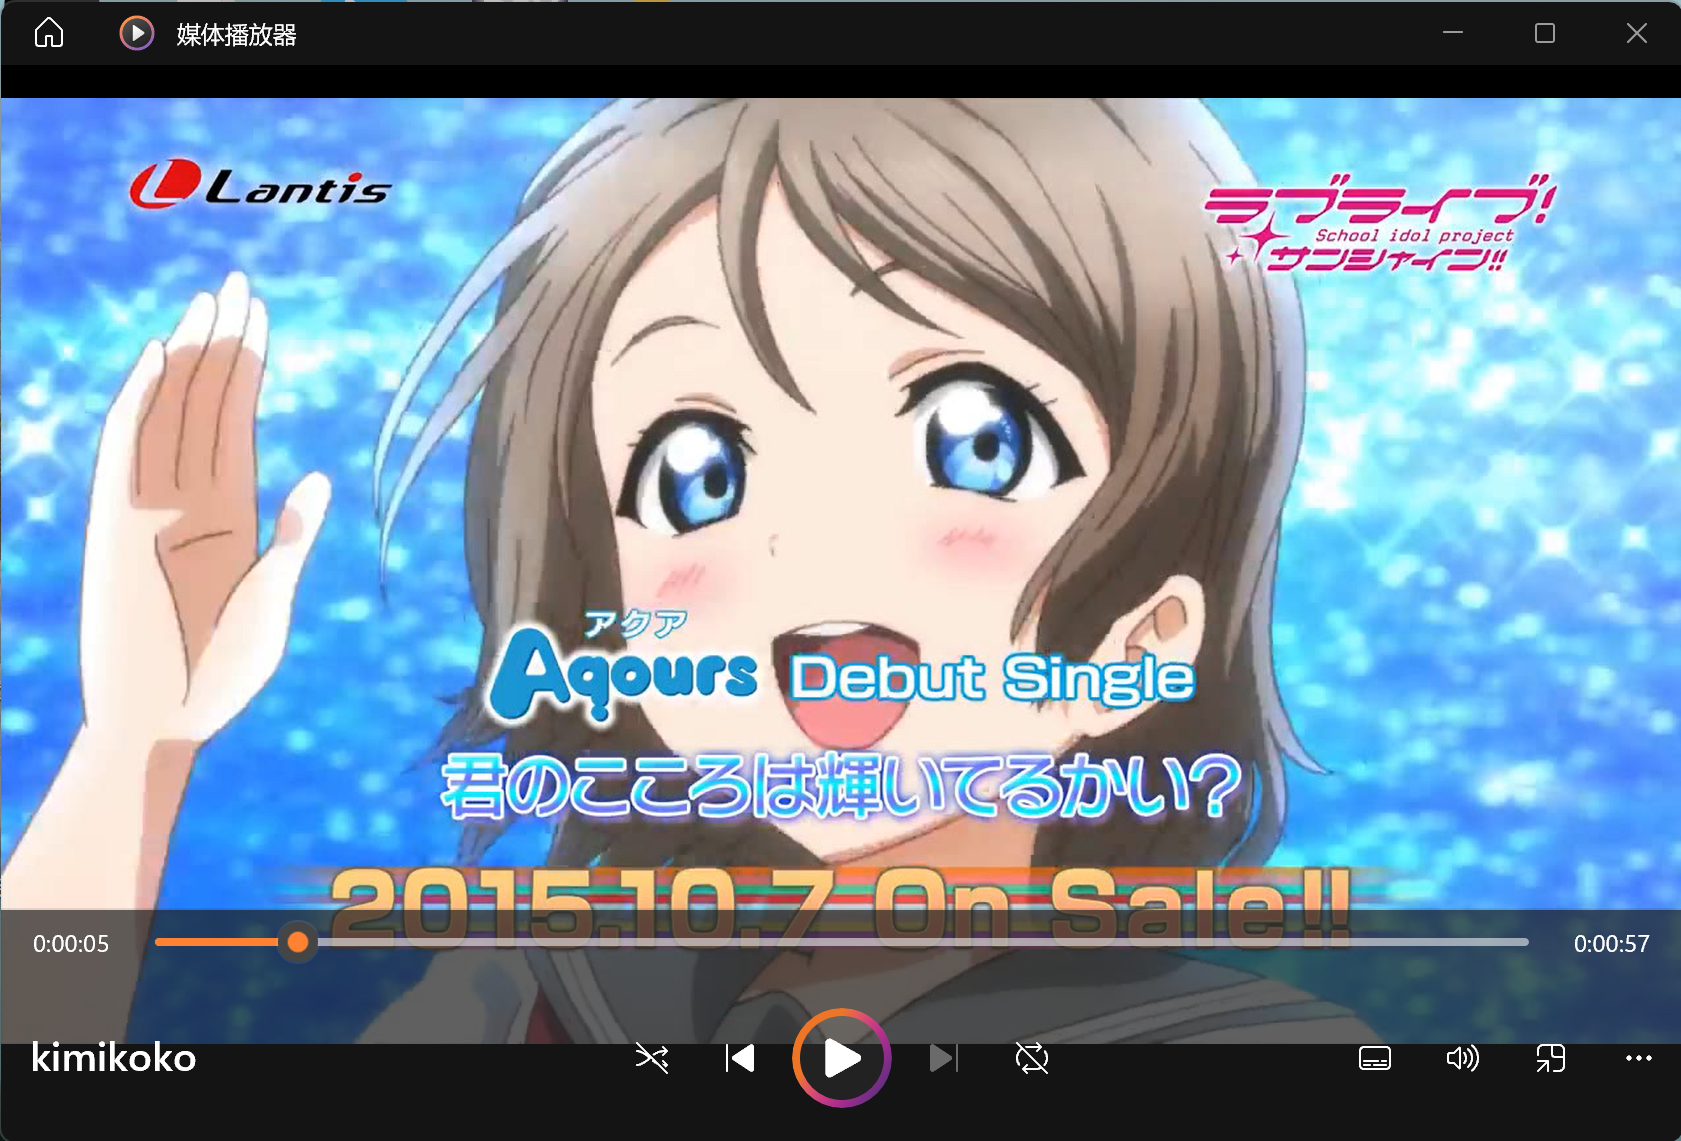 媒体播放器
Lantis
ラブライブ!
School idol project
サンシャイン!!
アクア
Aqours Debut Single
君のこころは輝いてるかい?
2015.10.7 On Sale!!
0:00:05
0:00:57
kimikoko